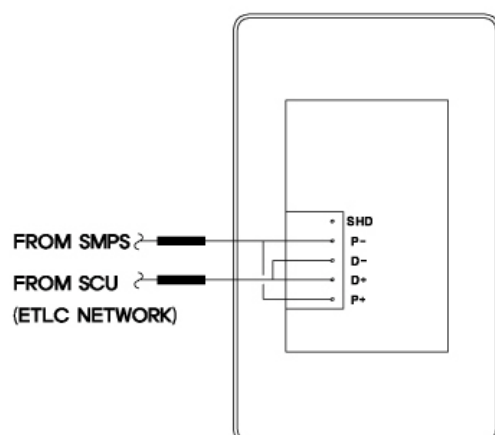 SHD
FROM SMPS
P-
D-
FROM SCU
D+
(ETLC NETWORK)
P+